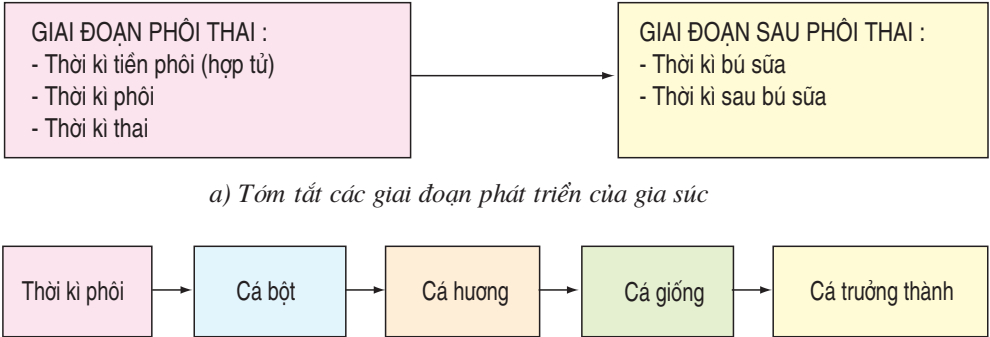 GIAI ĐOẠN PHÔI THAI :
- Thời kì tiền phôi (hợp tử)
- Thời kì phôi
- Thời kì thai
GIAI ĐOẠN SAU PHÔI THAI :
- Thời kì bú sữa
- Thời kì sau bú sữa
a) Tóm tắt các giai đoạn phát triển của gia súc
Thời kì phôi
Cá bột
Cá hương
Cá giống
Cá trưởng thành